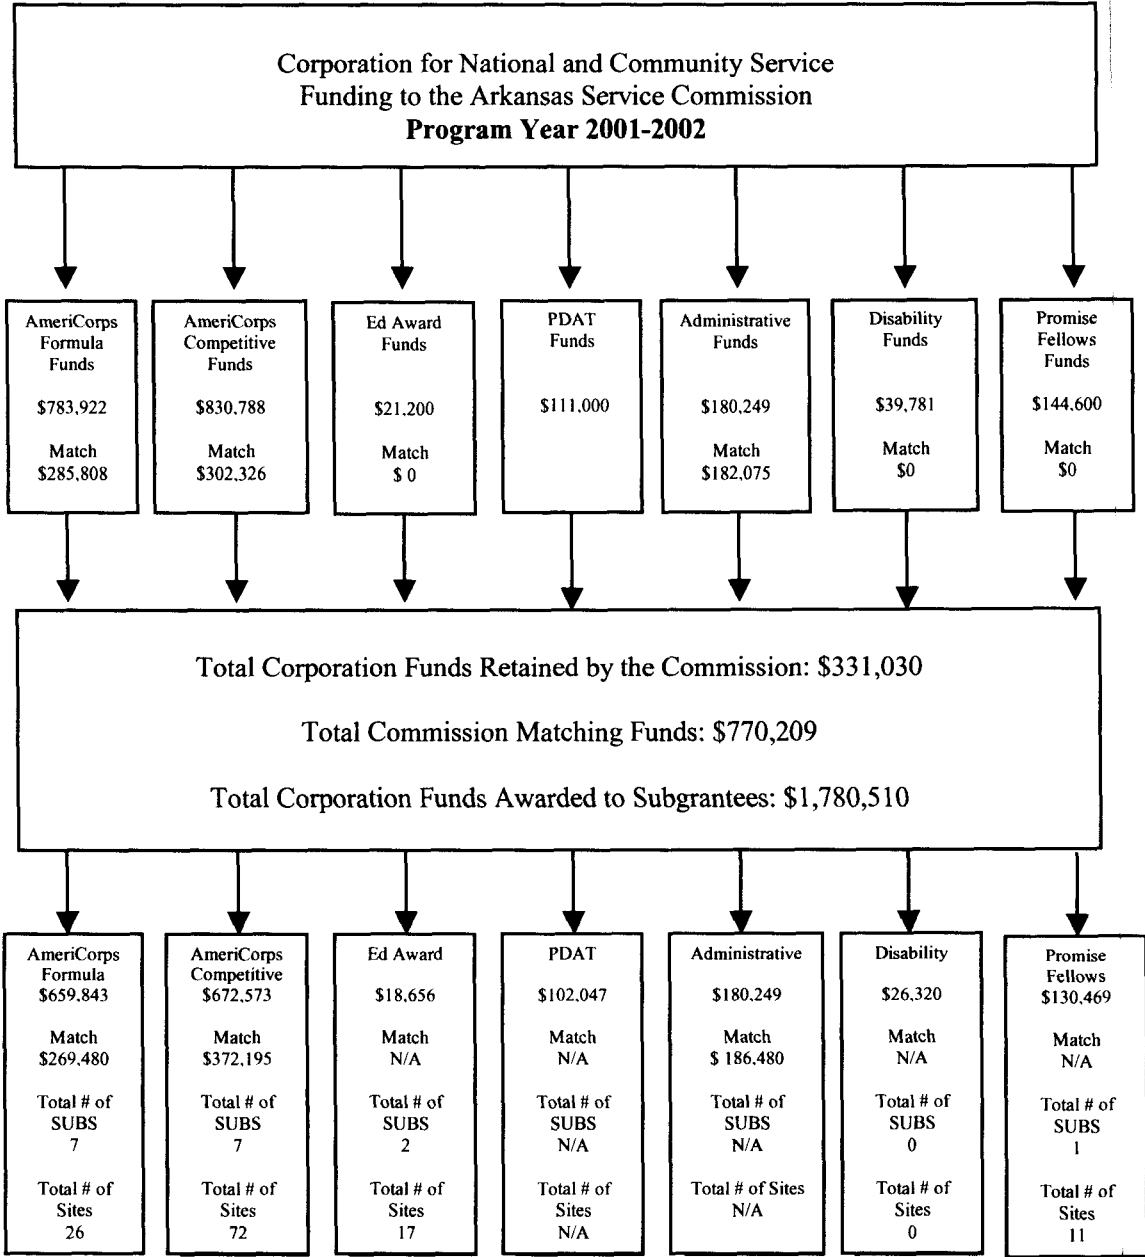 Corporation for National and Community Service
Funding to the Arkansas Service Commission
Program Year 2001-2002
AmeriCorps
Formula
Funds
$783,922
Match
$285,808
AmeriCorps
Competitive
Funds
$830,788
Match
$302,326
Ed Award
Funds
$21,200
Match
$ 0
PDAT
Funds
$111,000
Administrative
Funds
$180,249
Match
$182,075
Disability
Funds
$39,781
Match
$0
Promise
Fellows
Funds
$144,600
Match
$0
Total Corporation Funds Retained by the Commission: $331,030
Total Commission Matching Funds: $770,209
Total Corporation Funds Awarded to Subgrantees: $1,780,510
AmeriCorps
Formula
$659,843
Match
$269,480
Total # of
SUBS
7
Total # of
Sites
26
AmeriCorps
Competitive
$672,573
Match
$372,195
Total # of
SUBS
7
Total # of
Sites
72
Ed Award
$18,656
Match
N/A
Total # of
SUBS
2
Total # of
Sites
17
PDAT
$102,047
Match
N/A
Total # of
SUBS
N/A
Total # of
Sites
N/A
Administrative
$180,249
Match
$ 186,480
Total # of
SUBS
N/A
Total # of Sites
N/A
Disability
$26,320
Match
N/A
Total # of
SUBS
0
Total # of
Sites
0
Promise
Fellows
$130,469
Match
N/A
Total # of
SUBS
1
Total # of
Sites
11